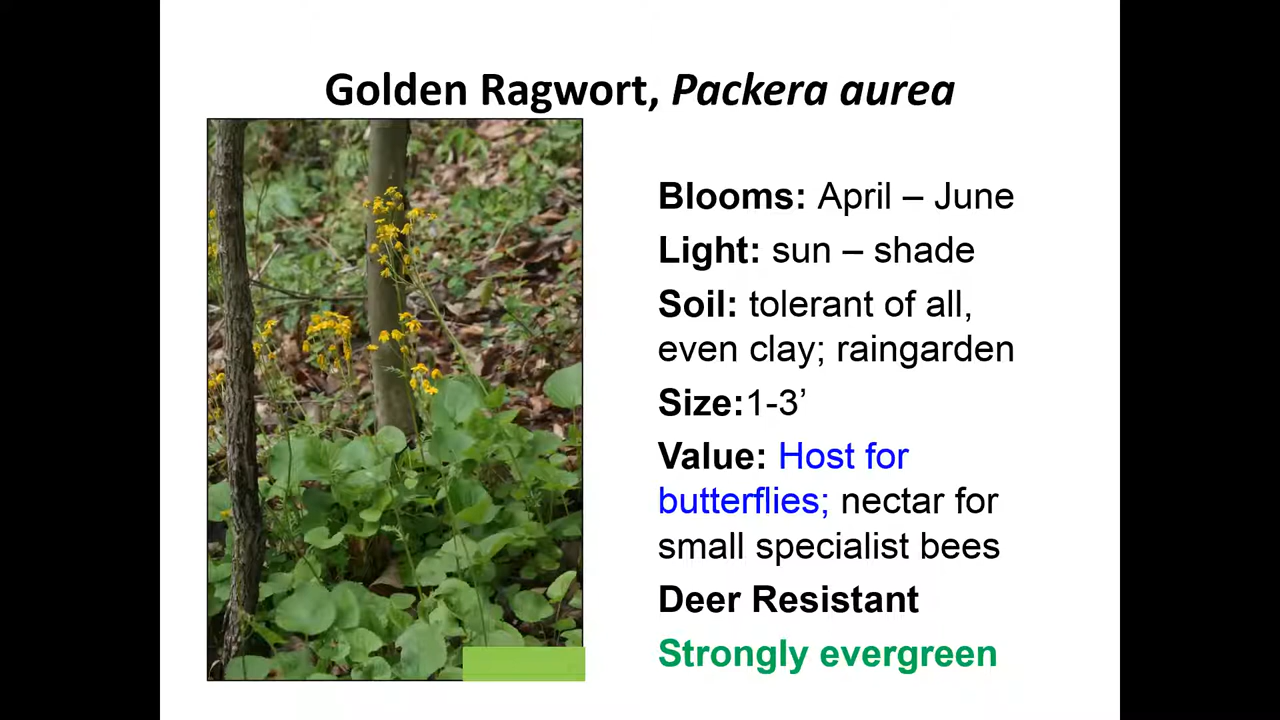 Golden Ragwort, Packera aurea
Blooms: April – June
Light: sun – shade
Soil: tolerant of all,
even clay; raingarden
Size:1-3’
Value: Host for
butterflies; nectar for
small specialist bees
Deer Resistant
Strongly evergreen